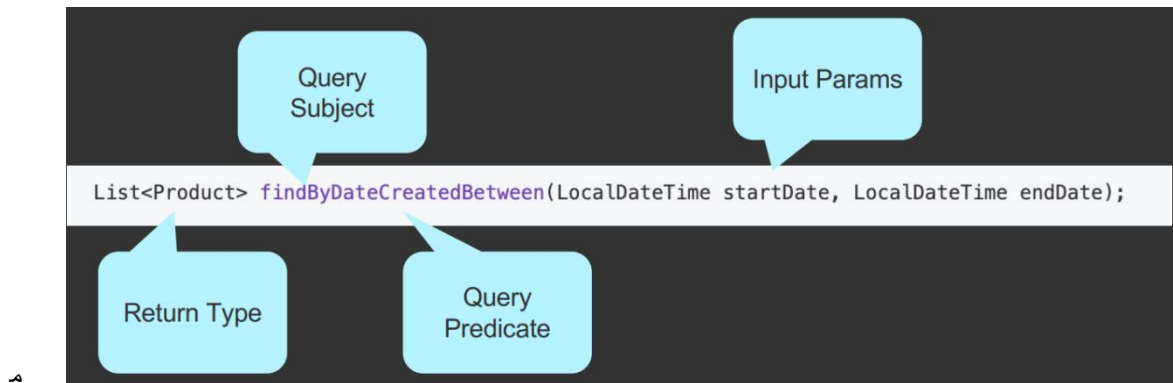 Query
Subject
Input Params
List<Product> findByDateCreatedBetween(LocalDateTime startDate, LocalDateTime endDate);
Return Type
Query
Predicate
م